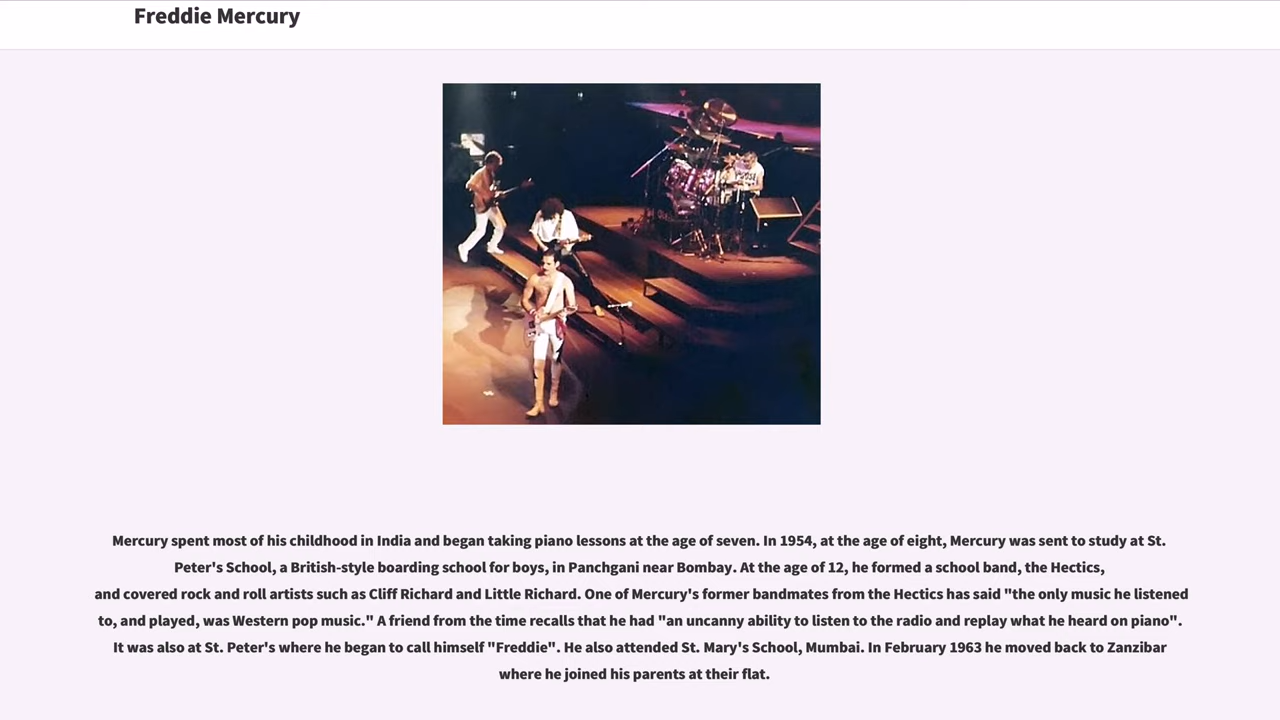 Freddie Mercury
Mercury spent most of his childhood in India and began taking piano lessons at the age of seven. In 1954, at the age of eight, Mercury was sent to study at St.
Peter's School, a British-style boarding school for boys, in Panchgani near Bombay. At the age of 12, he formed a school band, the Hectics,
and covered rock and roll artists such as Cliff Richard and Little Richard. One of Mercury's former bandmates from the Hectics has said "the only music he listened
to, and played, was Western pop music." A friend from the time recalls that he had "an uncanny ability to listen to the radio and replay what he heard on piano".
It was also at St. Peter's where he began to call himself "Freddie". He also attended St. Mary's School, Mumbai. In February 1963 he moved back to Zanzibar
where he joined his parents at their flat.